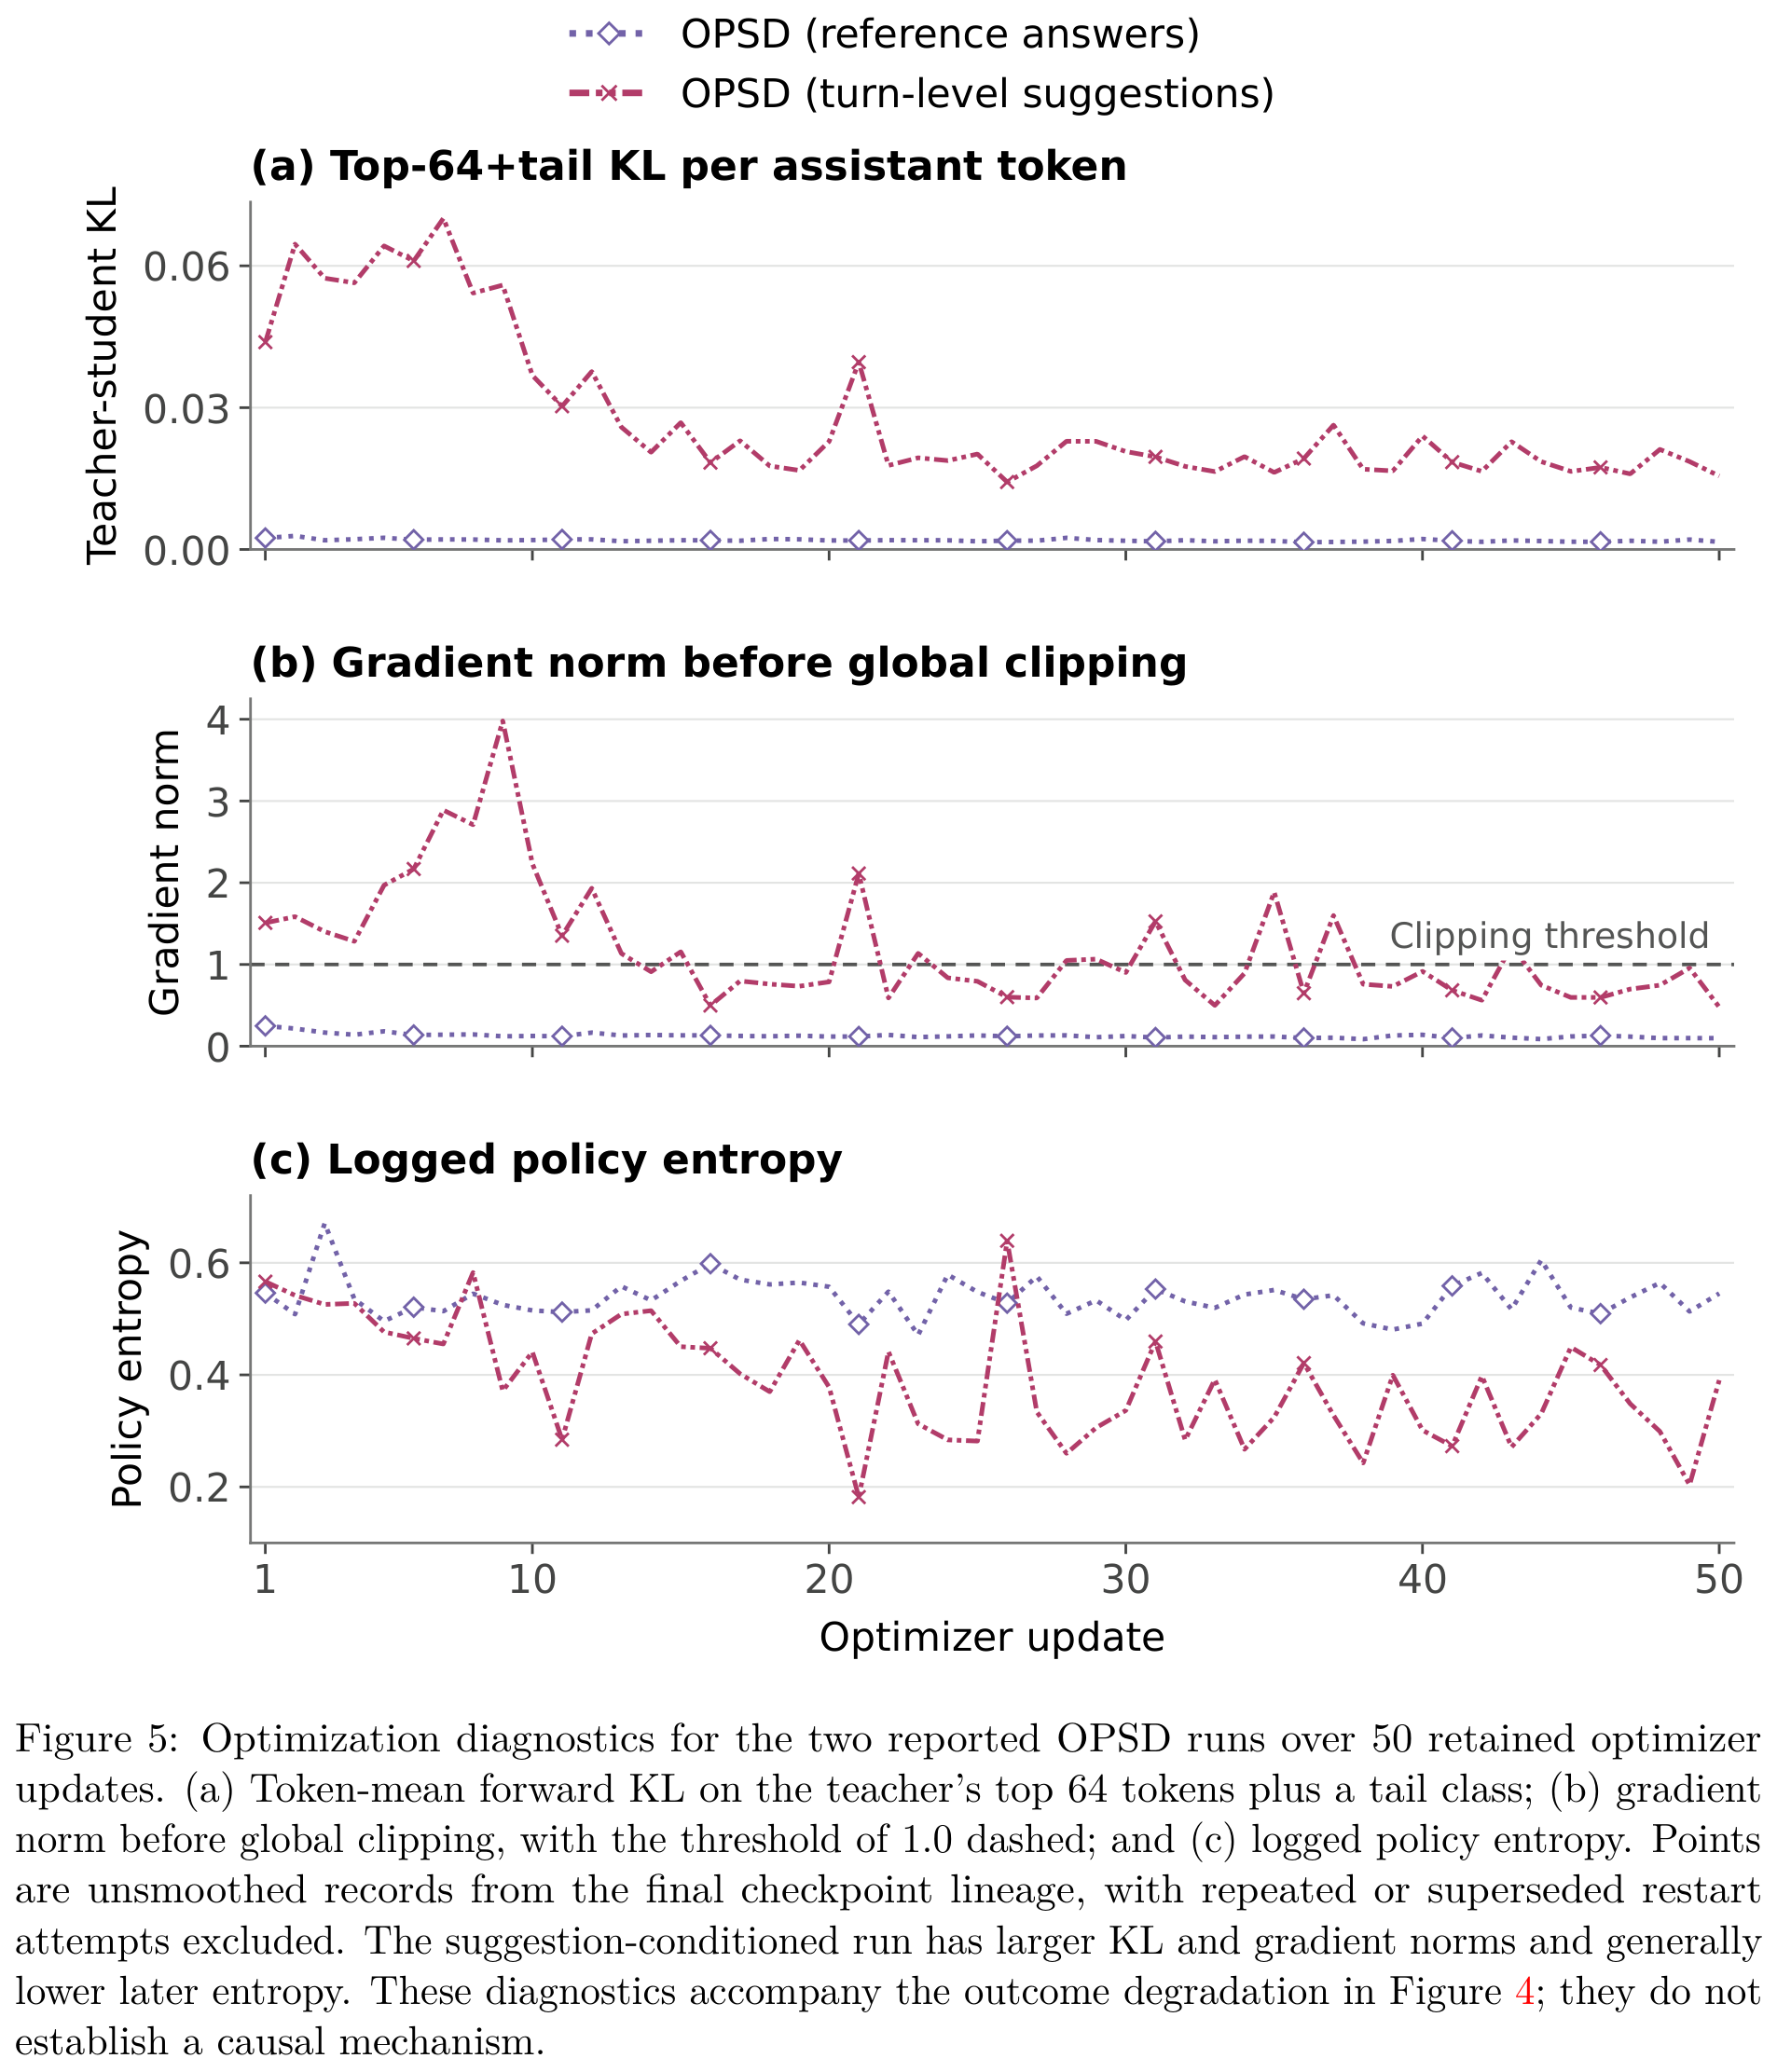 OPSD (reference answers)
OPSD (turn-level suggestions)
(a) Top-64+tail KL per assistant token
Teacher-student KL
0.06
0.03
0.00
(b) Gradient norm before global clipping
Gradient norm
4
3
2
1
0
Clipping threshold
(c) Logged policy entropy
Policy entropy
0.6
0.4
0.2
1 10 20 30 40 50
Optimizer update
Figure 5: Optimization diagnostics for the two reported OPSD runs over 50 retained optimizer
updates. (a) Token-mean forward KL on the teacher's top 64 tokens plus a tail class; (b) gradient
norm before global clipping, with the threshold of 1.0 dashed; and (c) logged policy entropy. Points
are unsmoothed records from the final checkpoint lineage, with repeated or superseded restart
attempts excluded. The suggestion-conditioned run has larger KL and gradient norms and generally
lower later entropy. These diagnostics accompany the outcome degradation in Figure 4; they do not
establish a causal mechanism.